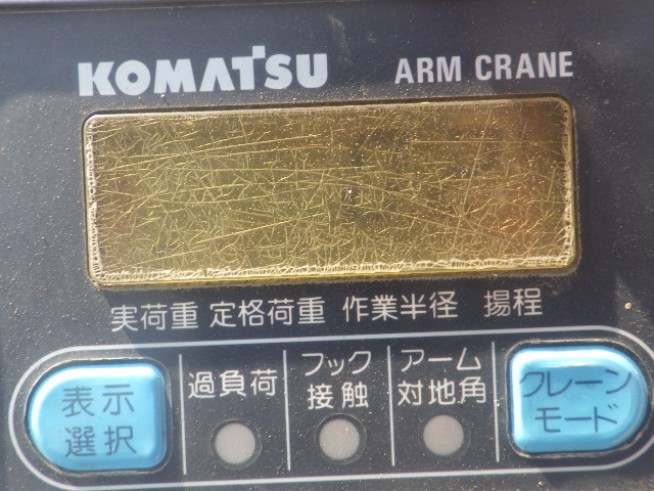 KOMATSU ARM CRANE
実荷重 定格荷重 作業半径 揚程
表示
選択
過負荷
フック
接触
アーム
対地角
クレーン
モード